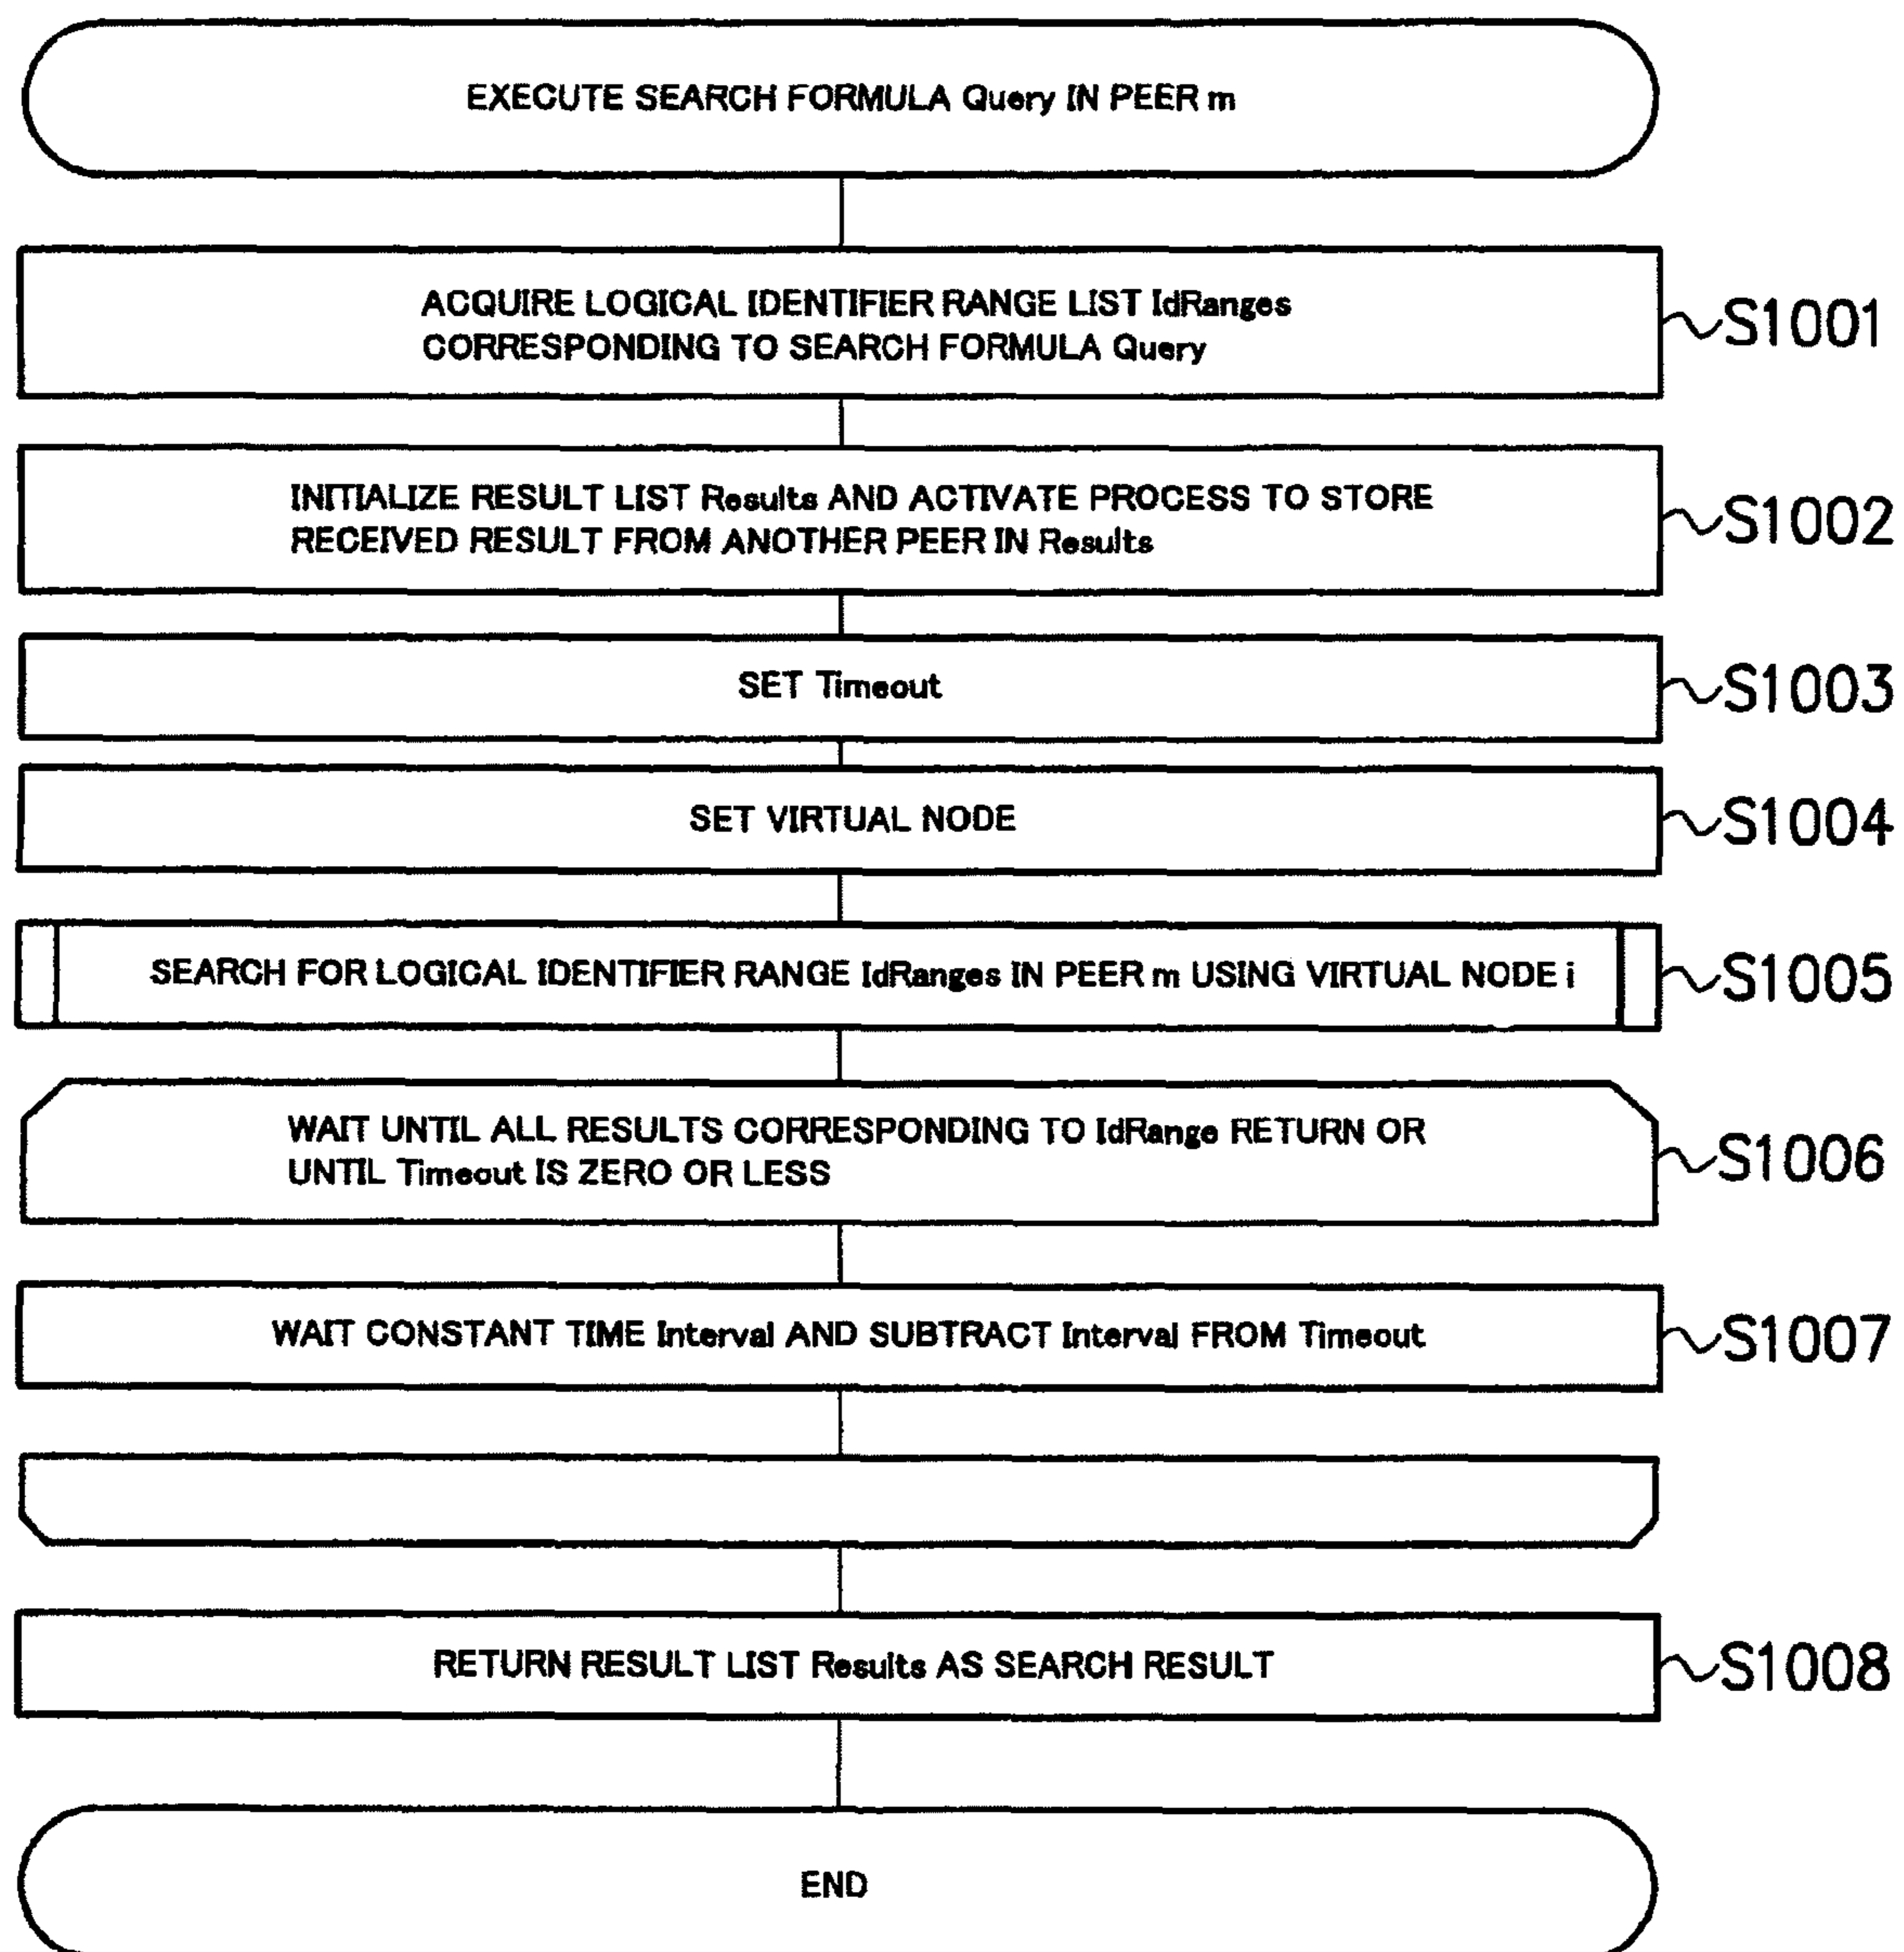 EXECUTE SEARCH FORMULA Query IN PEER m
ACQUIRE LOGICAL IDENTIFIER RANGE LIST IdRanges
CORRESPONDING TO SEARCH FORMULA Query
S1001
INITIALIZE RESULT LIST Results AND ACTIVATE PROCESS TO STORE
RECEIVED RESULT FROM ANOTHER PEER IN Results
S1002
SET Timeout
S1003
SET VIRTUAL NODE
S1004
SEARCH FOR LOGICAL IDENTIFIER RANGE IdRanges IN PEER m USING VIRTUAL NODE i
S1005
WAIT UNTIL ALL RESULTS CORRESPONDING TO IdRange RETURN OR
UNTIL Timeout IS ZERO OR LESS
S1006
WAIT CONSTANT TIME Interval AND SUBTRACT Interval FROM Timeout
S1007
RETURN RESULT LIST Results AS SEARCH RESULT
S1008
END